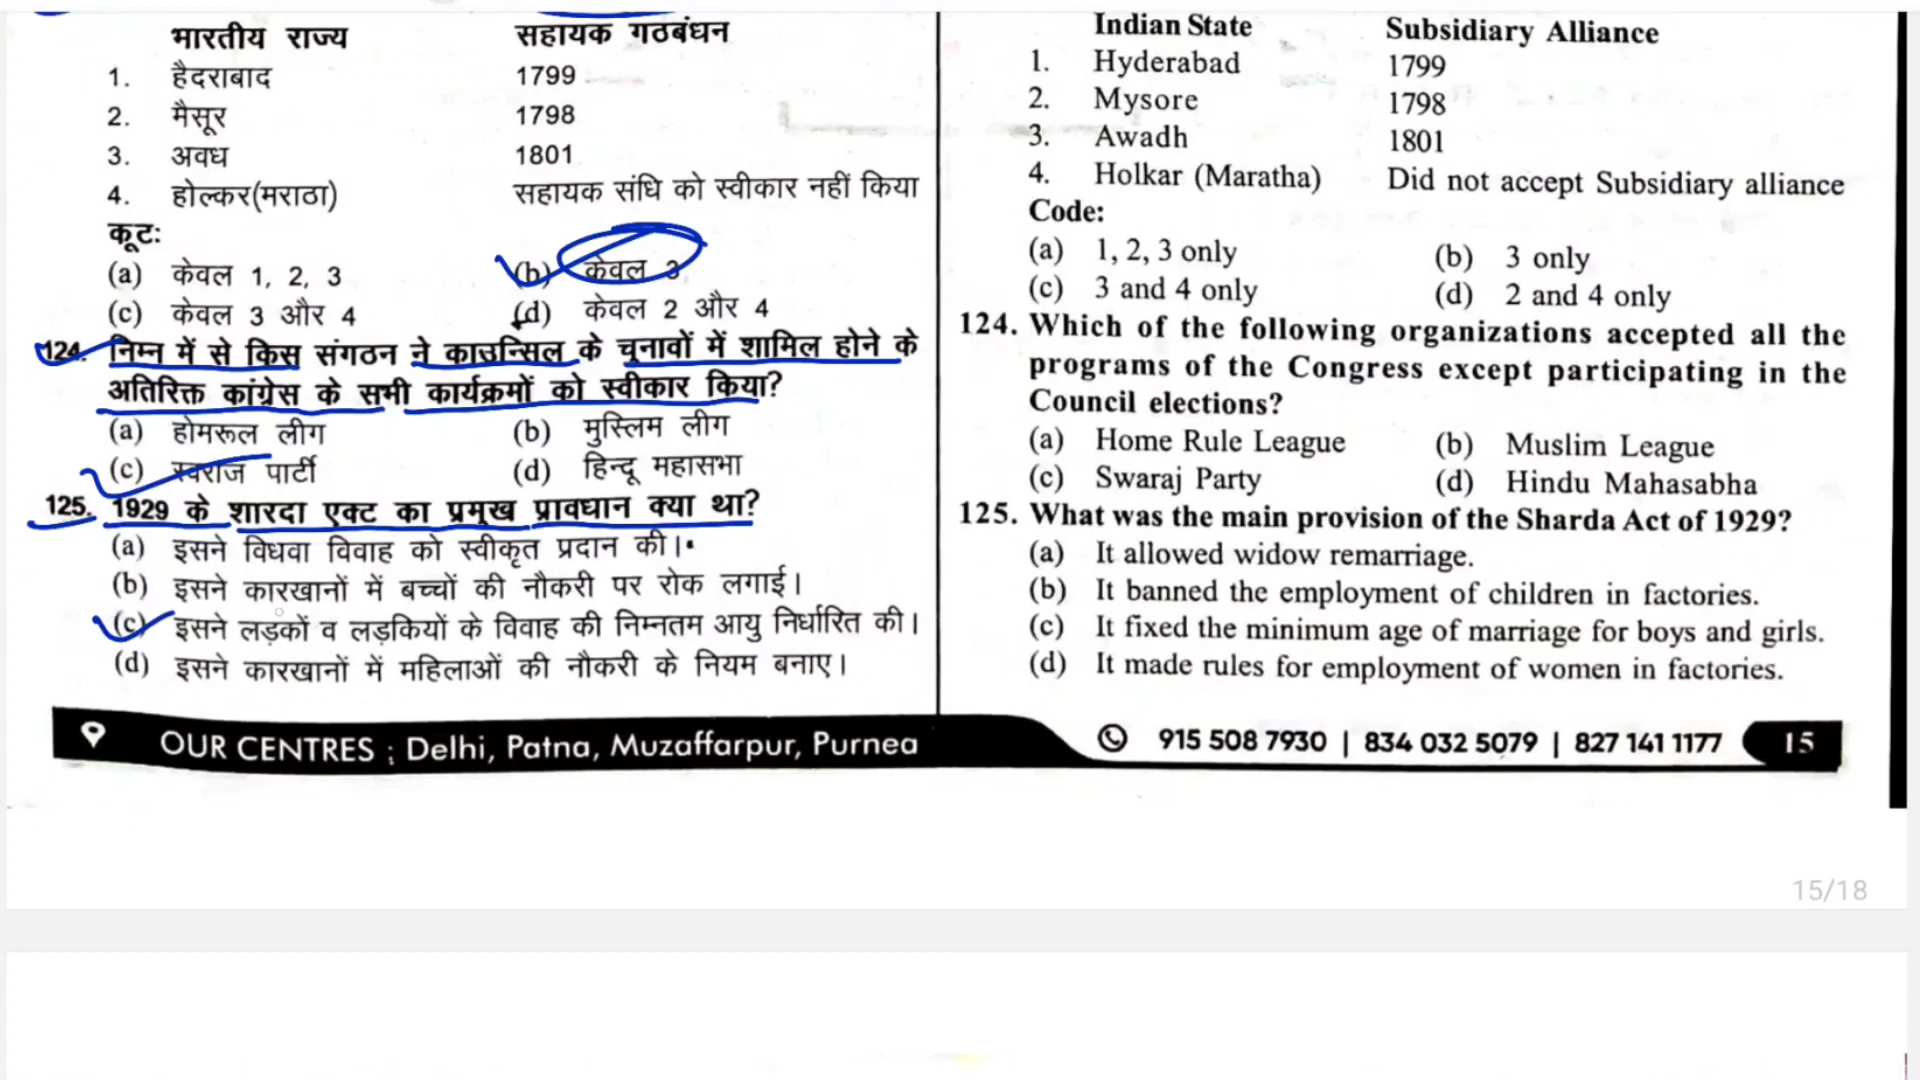 भारतीय राज्य सहायक गठबंधन
1. हैदराबाद 1799
2. मैसूर 1798
3. अवध 1801
4. होल्कर(मराठा) सहायक संधि को स्वीकार नहीं किया
कूटः
(a) केवल 1, 2, 3 (b) केवल 3
(c) केवल 3 और 4 (d) केवल 2 और 4
124. निम्न में से किस संगठन ने काउन्सिल के चुनावों में शामिल होने के
अतिरिक्त कांग्रेस के सभी कार्यक्रमों को स्वीकार किया?
(a) होमरूल लीग (b) मुस्लिम लीग
(c) स्वराज पार्टी (d) हिन्दू महासभा
125. 1929 के शारदा एक्ट का प्रमुख प्रावधान क्या था?
(a) इसने विधवा विवाह को स्वीकृत प्रदान की।
(b) इसने कारखानों में बच्चों की नौकरी पर रोक लगाई।
(c) इसने लड़कों व लड़कियों के विवाह की निम्नतम आयु निर्धारित की।
(d) इसने कारखानों में महिलाओं की नौकरी के नियम बनाए।
Indian State Subsidiary Alliance
1. Hyderabad 1799
2. Mysore 1798
3. Awadh 1801
4. Holkar (Maratha) Did not accept Subsidiary alliance
Code:
(a) 1, 2, 3 only (b) 3 only
(c) 3 and 4 only (d) 2 and 4 only
124. Which of the following organizations accepted all the
programs of the Congress except participating in the
Council elections?
(a) Home Rule League (b) Muslim League
(c) Swaraj Party (d) Hindu Mahasabha
125. What was the main provision of the Sharda Act of 1929?
(a) It allowed widow remarriage.
(b) It banned the employment of children in factories.
(c) It fixed the minimum age of marriage for boys and girls.
(d) It made rules for employment of women in factories.
OUR CENTRES : Delhi, Patna, Muzaffarpur, Purnea 915 508 7930 | 834 032 5079 | 827 141 1177 15
15/18